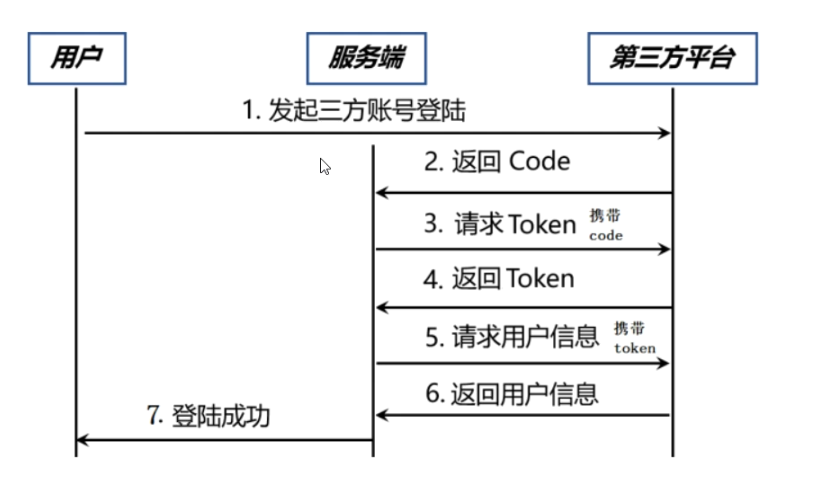 用户
服务端
第三方平台
1. 发起三方账号登陆
2. 返回 Code
3. 请求 Token 携带
code
4. 返回 Token
5. 请求用户信息 携带
token
6. 返回用户信息
7. 登陆成功